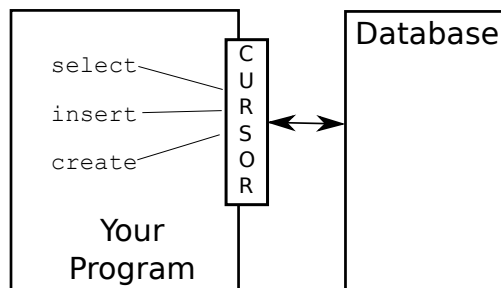 select
insert
create
Your
Program
C
U
R
S
O
R
Database